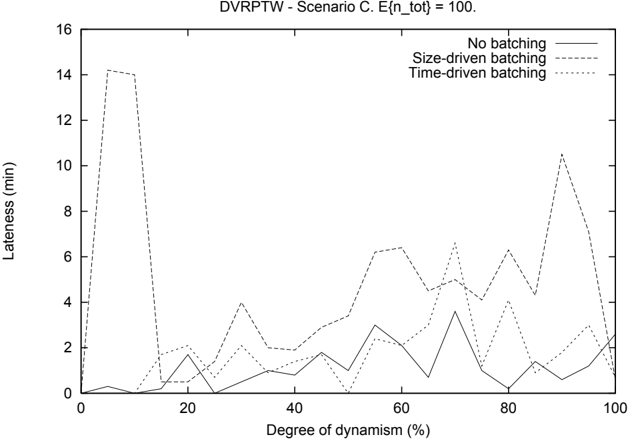 DVRPTW - Scenario C. E{n_tot} = 100.
16
14
12
10
8
6
4
2
0
Lateness (min)
No batching
Size-driven batching
Time-driven batching
0 20 40 60 80 100
Degree of dynamism (%)